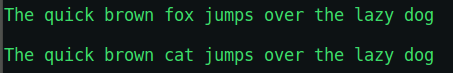 The quick brown fox jumps over the lazy dog
The quick brown cat jumps over the lazy dog